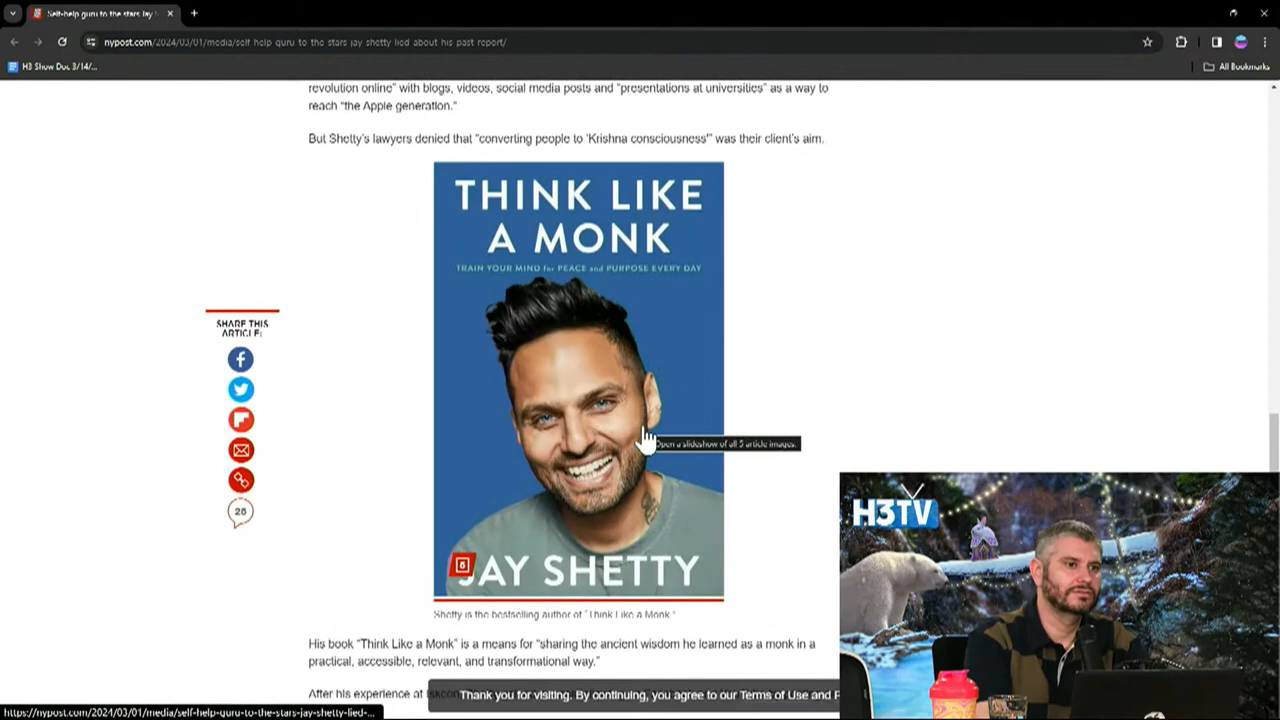 Self-help guru to the stars Jay
nypost.com/2024/03/01/media/self-help-guru-to-the-stars-jay-shetty-lied-about-his-past-report/
H3 Show Doc 3/14/...
All Bookmarks
revolution online" with blogs, videos, social media posts and "presentations at universities" as a way to
reach "the Apple generation."
But Shetty's lawyers denied that "converting people to 'Krishna consciousness'" was their client's aim.
THINK LIKE
A MONK
TRAIN YOUR MIND for PEACE and PURPOSE EVERY DAY
SHARE THIS
ARTICLE:
Open a slideshow of all 5 article images.
H3TV
JAY SHETTY
Shetty is the bestselling author of "Think Like a Monk."
His book "Think Like a Monk" is a means for "sharing the ancient wisdom he learned as a monk in a
practical, accessible, relevant, and transformational way."
After his experience at
Thank you for visiting. By continuing, you agree to our Terms of Use and P
https://nypost.com/2024/03/01/media/self-help-guru-to-the-stars-jay-shetty-lied-...